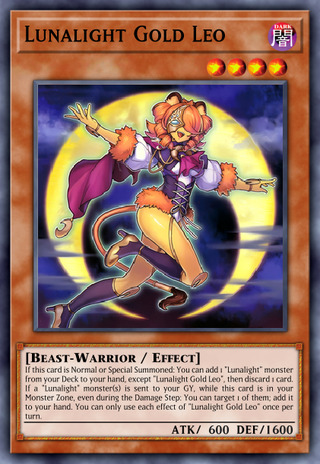 Lunalight Gold Leo
DARK
闇
[Beast-Warrior / Effect]
If this card is Normal or Special Summoned: You can add 1 "Lunalight" monster
from your Deck to your hand, except "Lunalight Gold Leo", then discard 1 card.
If a "Lunalight" monster(s) is sent to your GY, while this card is in your
Monster Zone, even during the Damage Step: You can target 1 of them; add it
to your hand. You can only use each effect of "Lunalight Gold Leo" once per
turn.
ATK/ 600 DEF/1600